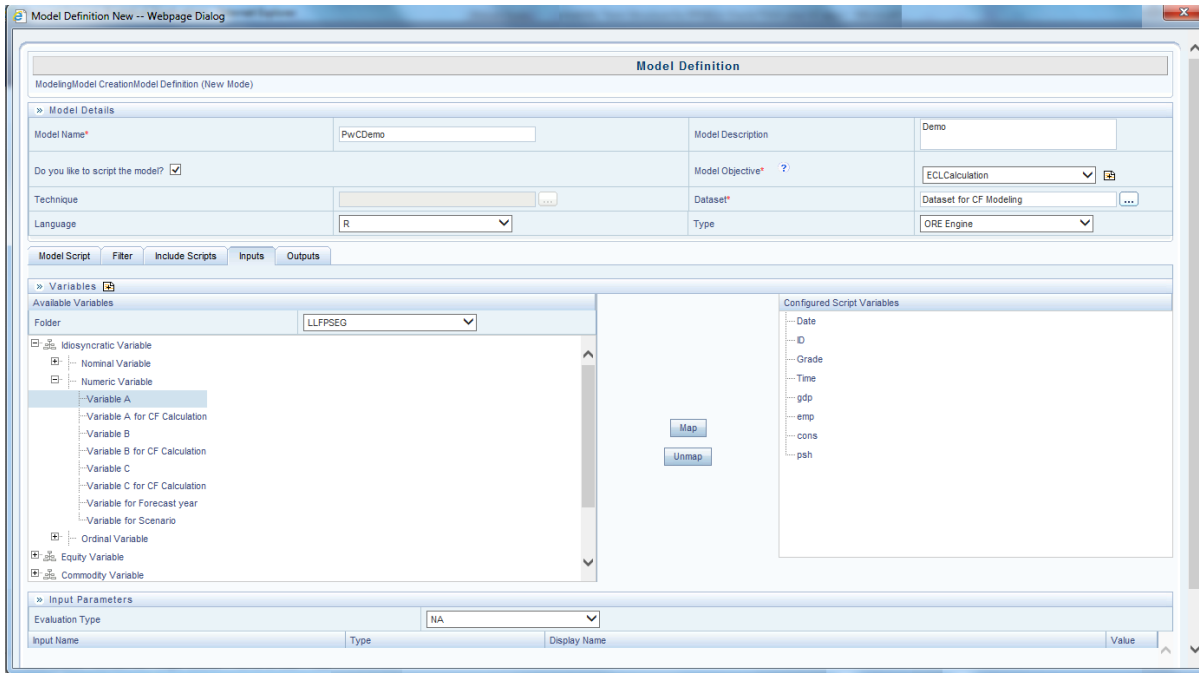 Model Definition New -- Webpage Dialog
Model Definition
ModelingModel CreationModel Definition (New Mode)
» Model Details
Model Name* PwCDemo Model Description Demo
Do you like to script the model? Model Objective* ? ECLCalculation
Technique ... Dataset* Dataset for CF Modeling ...
Language R Type ORE Engine
Model Script Filter Include Scripts Inputs Outputs
» Variables
Available Variables Configured Script Variables
Folder LLFPSEG
Idiosyncratic Variable
Nominal Variable
Numeric Variable
Variable A
Variable A for CF Calculation
Variable B
Variable B for CF Calculation
Variable C
Variable C for CF Calculation
Variable for Forecast year
Variable for Scenario
Ordinal Variable
Equity Variable
Commodity Variable
Map
Unmap
Date
ID
Grade
Time
gdp
emp
cons
psh
» Input Parameters
Evaluation Type NA
Input Name Type Display Name Value